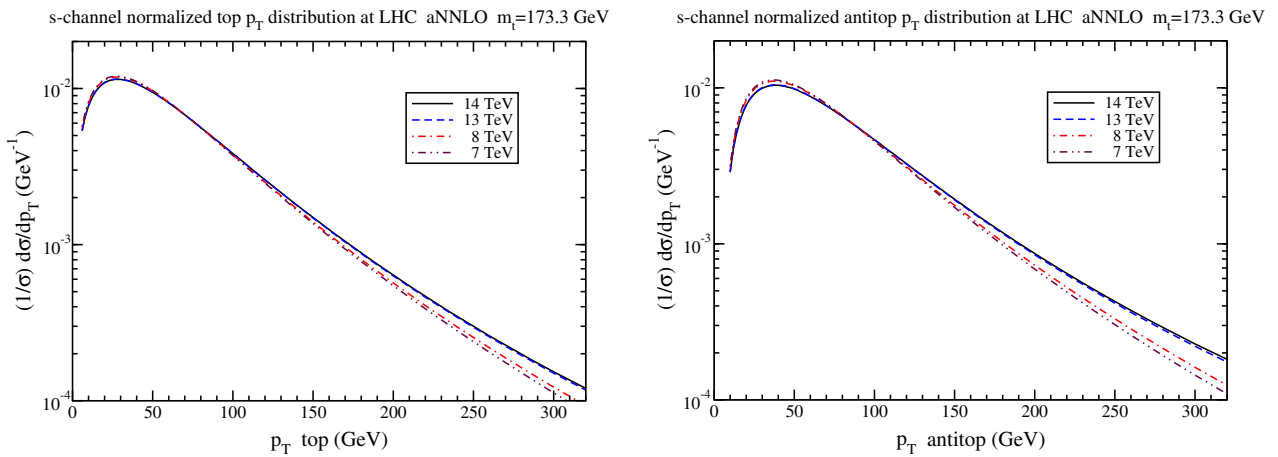 s-channel normalized top p_T distribution at LHC aNNLO m_t=173.3 GeV
(1/σ) dσ/dp_T (GeV^-1)
10^-2
10^-3
10^-4
14 TeV
13 TeV
8 TeV
7 TeV
0 50 100 150 200 250 300
p_T top (GeV)
s-channel normalized antitop p_T distribution at LHC aNNLO m_t=173.3 GeV
(1/σ) dσ/dp_T (GeV^-1)
10^-2
10^-3
10^-4
14 TeV
13 TeV
8 TeV
7 TeV
0 50 100 150 200 250 300
p_T antitop (GeV)